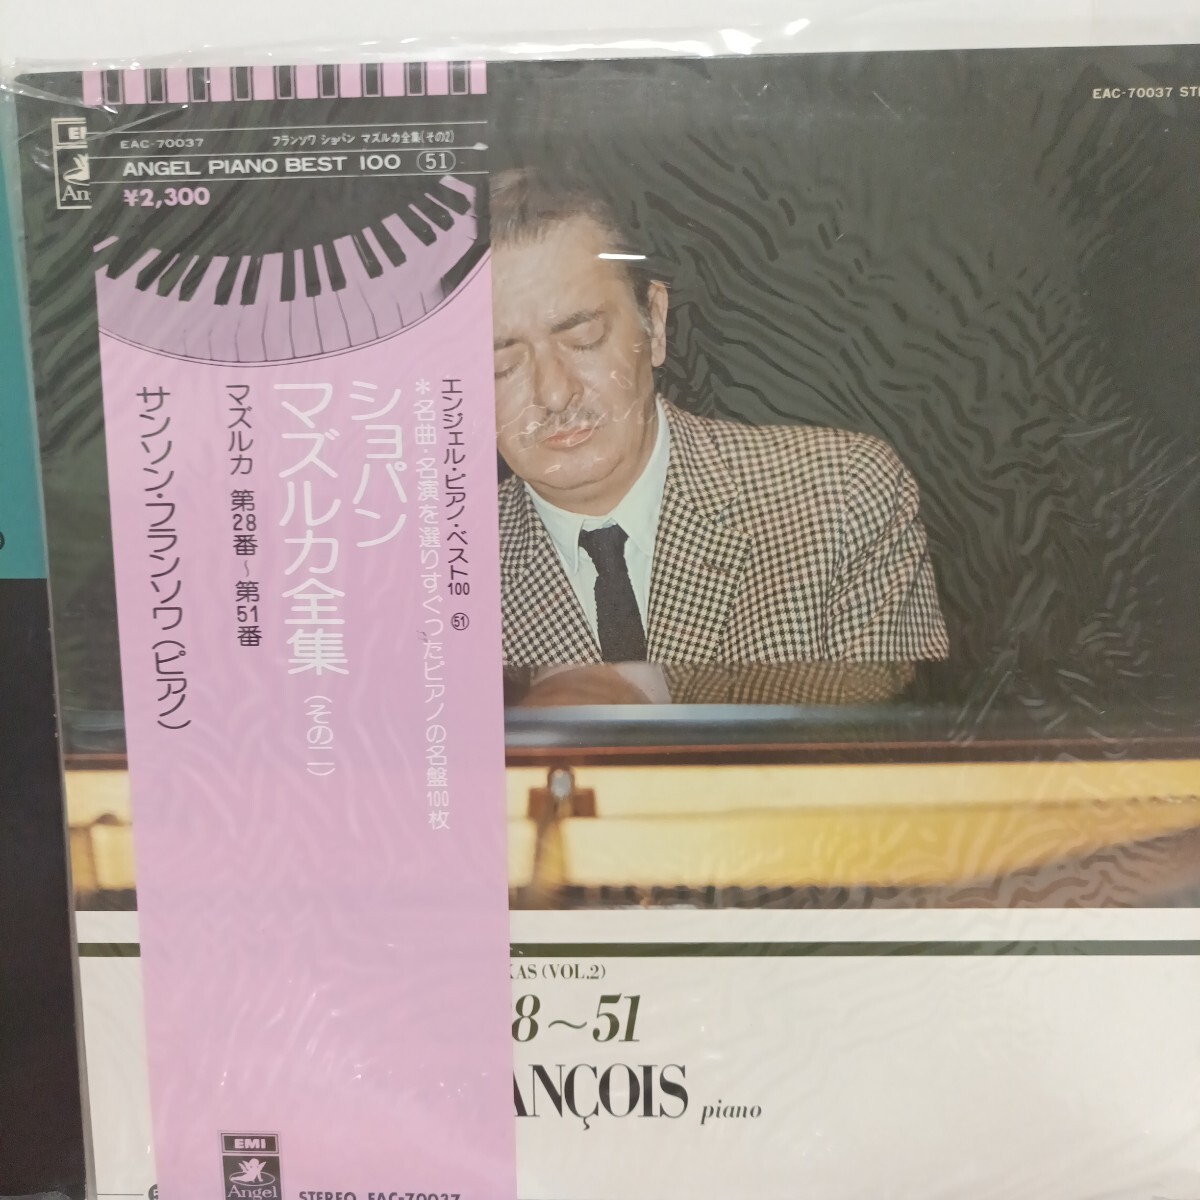 EAC-70037 STE
EMI
Ang
EAC-70037 フランソワ ショパン マズルカ全集(その2)
ANGEL PIANO BEST 100 51
¥2,300
エンジェル・ピアノ・ベスト100 51
*名曲・名演を選りすぐったピアノの名盤100枚
ショパン
マズルカ全集(その二)
マズルカ 第28番~第51番
サンソン・フランソワ(ピアノ)
KAS (VOL.2)
8~51
ANÇOIS piano
EMI
Angel
STEREO EAC-70037